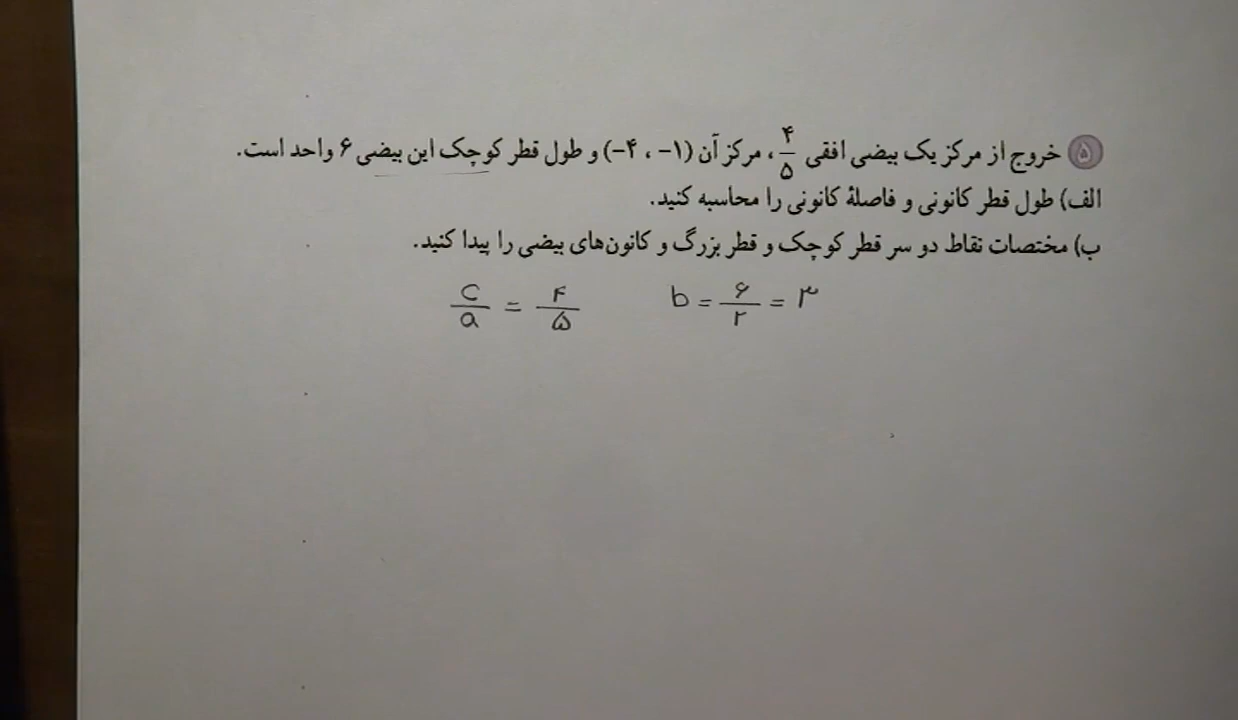 ۵ خروج از مرکز یک بیضی افقی ۴/۵ ، مرکز آن (۱− ، ۴−) و طول قطر کوچک این بیضی ۶ واحد است.
الف) طول قطر کانونی و فاصلهٔ کانونی را محاسبه کنید.
ب) مختصات نقاط دو سر قطر کوچک و قطر بزرگ و کانون‌های بیضی را پیدا کنید.
c/a = ۴/۵   b = ۶/۲ = ۳